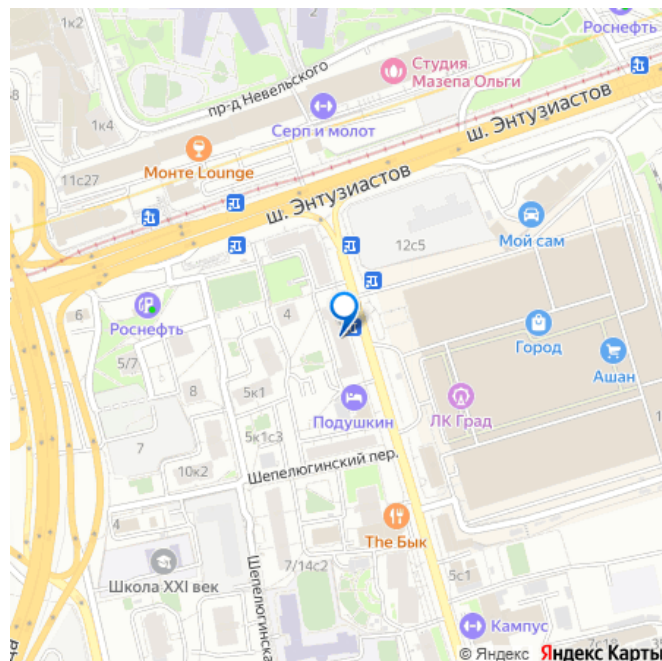 1к2
Роснефть
Студия
Мазепа Ольги
пр-д Невельского
1к4
Серп и молот
ш. Энтузиастов
Монте Lounge
11с27
ш. Энтузиастов
12с5
Мой сам
6
Роснефть
4
Город
Ашан
5/7
8
5к1
ЛК Град
Подушкин
7
5к1с3
10к2
Шепелюгинский пер.
4
The Бык
Школа XXI век
7/14с2
Шепелюгинска
5с1
Кампус
7с18
© Яндекс Яндекс Карты